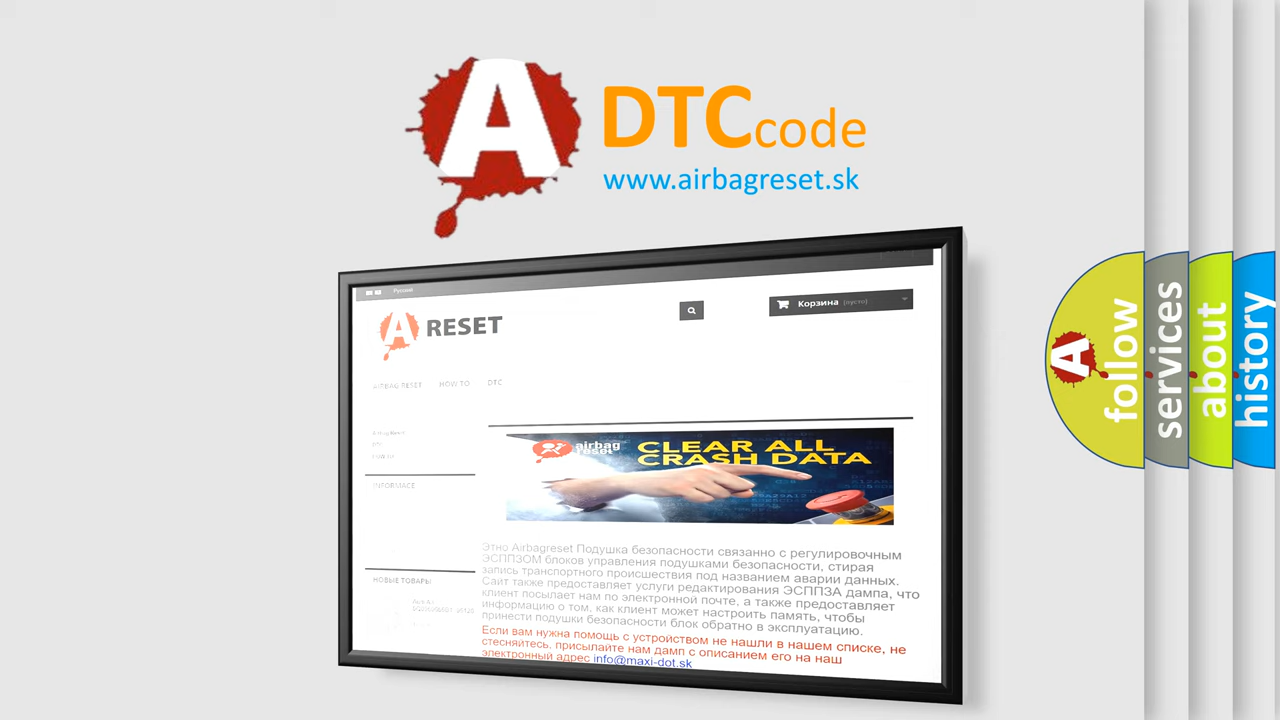 A DTCcode
www.airbagreset.sk
Русский
A RESET
Корзина (пусто)
AIRBAG RESET HOW TO DTC
DTC
INFORMACE
airbag
reset
CLEAR ALL
CRASH DATA
Этно Airbagreset Подушка безопасности связанно с регулировочным
ЭСППЗОМ блоков управления подушками безопасности, стирая
запись транспортного происшествия под названием аварии данных.
Сайт также предоставляет услуги редактирования ЭСППЗА дампа, что
клиент посылает нам по электронной почте, а также предоставляет
информацию о том, как клиент может настроить память, чтобы
принести подушки безопасности блок обратно в эксплуатацию.
Если вам нужна помощь с устройством не нашли в нашем списке, не
стесняйтесь, присылайте нам дамп с описанием его на наш
электронный адрес info@maxi-dot.sk
НОВЫЕ ТОВАРЫ
A follow
services
about
history